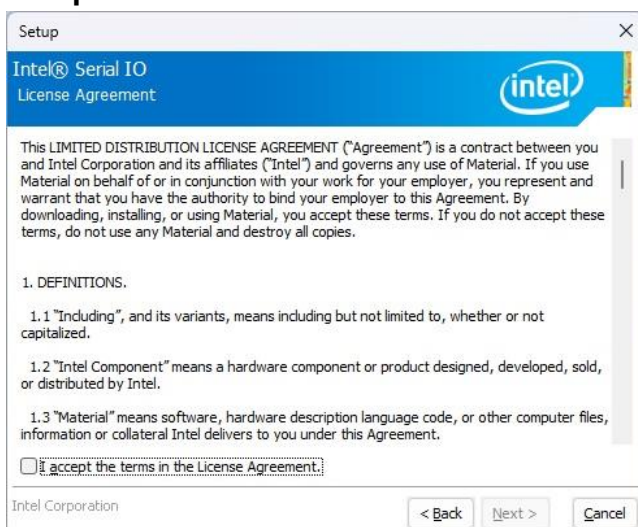 Setup
Intel® Serial IO
License Agreement
intel
This LIMITED DISTRIBUTION LICENSE AGREEMENT ("Agreement") is a contract between you
and Intel Corporation and its affiliates ("Intel") and governs any use of Material. If you use
Material on behalf of or in conjunction with your work for your employer, you represent and
warrant that you have the authority to bind your employer to this Agreement. By
downloading, installing, or using Material, you accept these terms. If you do not accept these
terms, do not use any Material and destroy all copies.
1. DEFINITIONS.
1.1 "Including", and its variants, means including but not limited to, whether or not
capitalized.
1.2 "Intel Component" means a hardware component or product designed, developed, sold,
or distributed by Intel.
1.3 "Material" means software, hardware description language code, or other computer files,
information or collateral Intel delivers to you under this Agreement.
I accept the terms in the License Agreement.
Intel Corporation
< Back Next > Cancel